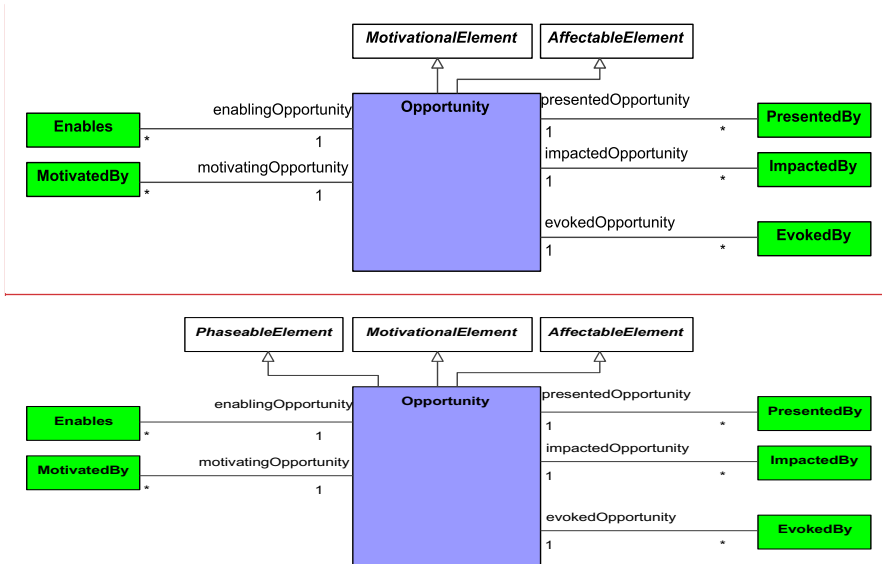 MotivationalElement AffectableElement
Opportunity
enablingOpportunity presentedOpportunity
Enables PresentedBy
* 1 1 *
motivatingOpportunity impactedOpportunity
MotivatedBy ImpactedBy
* 1 1 *
evokedOpportunity
EvokedBy
1 *
PhaseableElement MotivationalElement AffectableElement
Opportunity
enablingOpportunity presentedOpportunity
Enables PresentedBy
* 1 1 *
motivatingOpportunity impactedOpportunity
MotivatedBy ImpactedBy
* 1 1 *
evokedOpportunity
EvokedBy
1 *